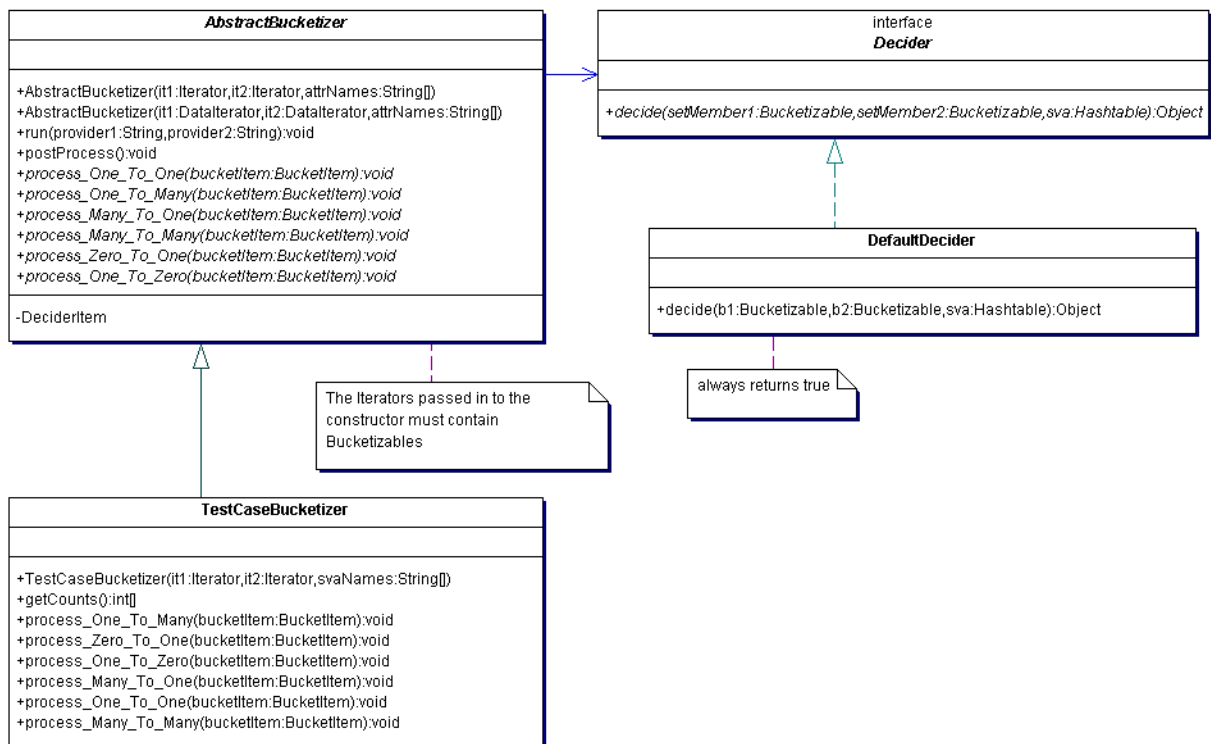 AbstractBucketizer
+AbstractBucketizer(it1:Iterator,it2:Iterator,attrNames:String[])
+AbstractBucketizer(it1:DataIterator,it2:DataIterator,attrNames:String[])
+run(provider1:String,provider2:String):void
+postProcess():void
+process_One_To_One(bucketItem:BucketItem):void
+process_One_To_Many(bucketItem:BucketItem):void
+process_Many_To_One(bucketItem:BucketItem):void
+process_Many_To_Many(bucketItem:BucketItem):void
+process_Zero_To_One(bucketItem:BucketItem):void
+process_One_To_Zero(bucketItem:BucketItem):void
-DeciderItem
interface
Decider
+decide(setMember1:Bucketizable,setMember2:Bucketizable,sva:Hashtable):Object
DefaultDecider
+decide(b1:Bucketizable,b2:Bucketizable,sva:Hashtable):Object
always returns true
The Iterators passed in to the
constructor must contain
Bucketizables
TestCaseBucketizer
+TestCaseBucketizer(it1:Iterator,it2:Iterator,svaNames:String[])
+getCounts():int[]
+process_One_To_Many(bucketItem:BucketItem):void
+process_Zero_To_One(bucketItem:BucketItem):void
+process_One_To_Zero(bucketItem:BucketItem):void
+process_Many_To_One(bucketItem:BucketItem):void
+process_One_To_One(bucketItem:BucketItem):void
+process_Many_To_Many(bucketItem:BucketItem):void